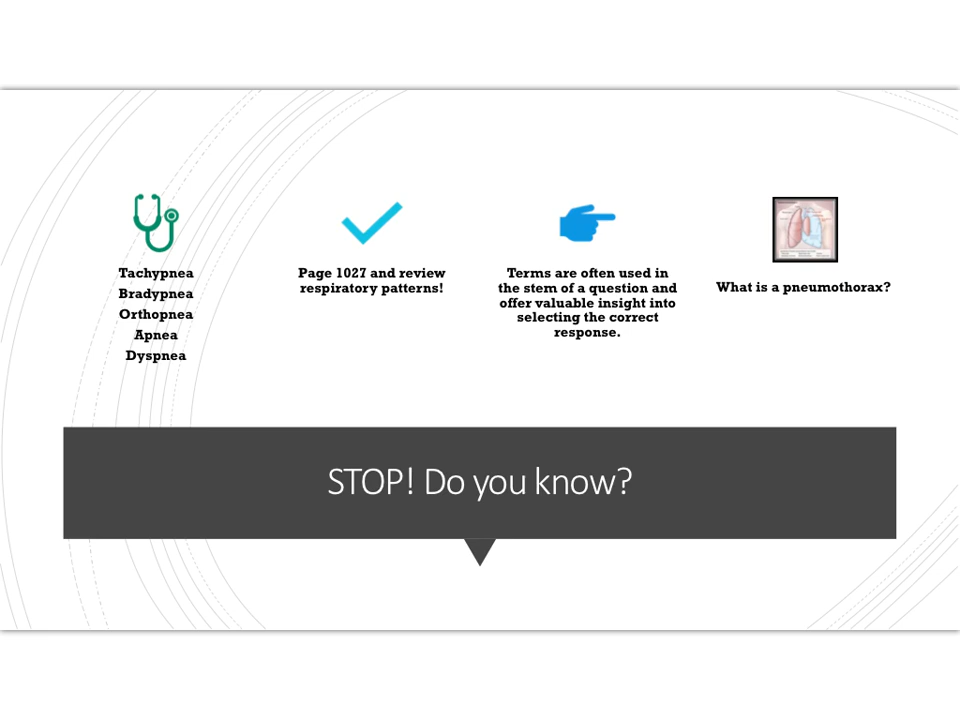 Tachypnea
Bradypnea
Orthopnea
Apnea
Dyspnea
Page 1027 and review
respiratory patterns!
Terms are often used in
the stem of a question and
offer valuable insight into
selecting the correct
response.
What is a pneumothorax?
STOP! Do you know?